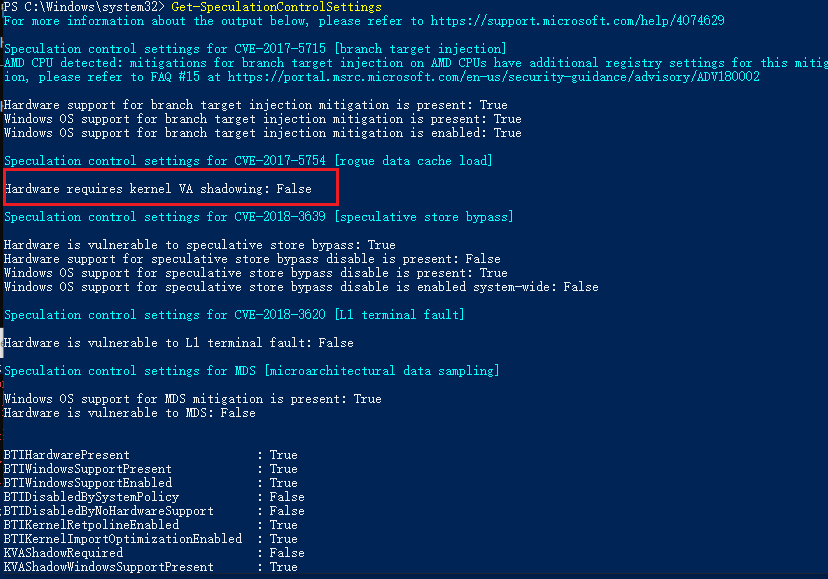 PS C:\Windows\system32> Get-SpeculationControlSettings
For more information about the output below, please refer to https://support.microsoft.com/help/4074629
Speculation control settings for CVE-2017-5715 [branch target injection]
AMD CPU detected: mitigations for branch target injection on AMD CPUs have additional registry settings for this mitig
ion, please refer to FAQ #15 at https://portal.msrc.microsoft.com/en-us/security-guidance/advisory/ADV180002
Hardware support for branch target injection mitigation is present: True
Windows OS support for branch target injection mitigation is present: True
Windows OS support for branch target injection mitigation is enabled: True
Speculation control settings for CVE-2017-5754 [rogue data cache load]
Hardware requires kernel VA shadowing: False
Speculation control settings for CVE-2018-3639 [speculative store bypass]
Hardware is vulnerable to speculative store bypass: True
Hardware support for speculative store bypass disable is present: False
Windows OS support for speculative store bypass disable is present: True
Windows OS support for speculative store bypass disable is enabled system-wide: False
Speculation control settings for CVE-2018-3620 [L1 terminal fault]
Hardware is vulnerable to L1 terminal fault: False
Speculation control settings for MDS [microarchitectural data sampling]
Windows OS support for MDS mitigation is present: True
Hardware is vulnerable to MDS: False
BTIHardwarePresent : True
BTIWindowsSupportPresent : True
BTIWindowsSupportEnabled : True
BTIDisabledBySystemPolicy : False
BTIDisabledByNoHardwareSupport : False
BTIKernelRetpolineEnabled : True
BTIKernelImportOptimizationEnabled : True
KVAShadowRequired : False
KVAShadowWindowsSupportPresent : True